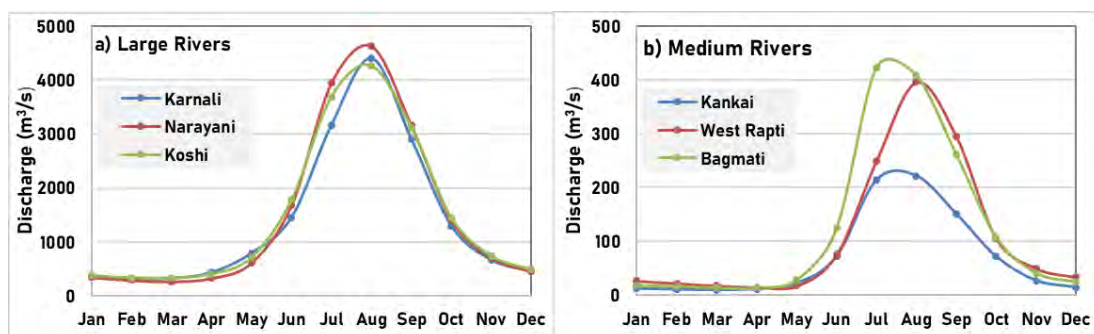 a) Large Rivers
Discharge (m³/s)
5000
4000
3000
2000
1000
0
Karnali
Narayani
Koshi
Jan Feb Mar Apr May Jun Jul Aug Sep Oct Nov Dec
b) Medium Rivers
Discharge (m³/s)
500
400
300
200
100
0
Kankai
West Rapti
Bagmati
Jan Feb Mar Apr May Jun Jul Aug Sep Oct Nov Dec